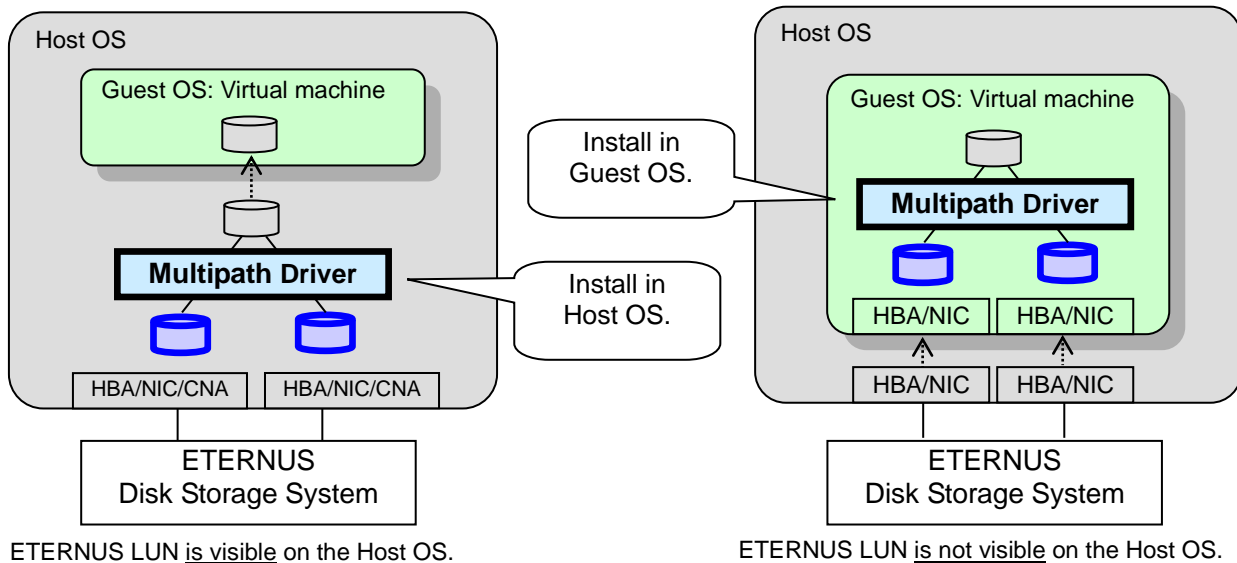 Host OS
Guest OS: Virtual machine
Multipath Driver
HBA/NIC/CNA
HBA/NIC/CNA
ETERNUS
Disk Storage System
ETERNUS LUN is visible on the Host OS.
Install in
Guest OS.
Install in
Host OS.
Host OS
Guest OS: Virtual machine
Multipath Driver
HBA/NIC
HBA/NIC
HBA/NIC
HBA/NIC
ETERNUS
Disk Storage System
ETERNUS LUN is not visible on the Host OS.